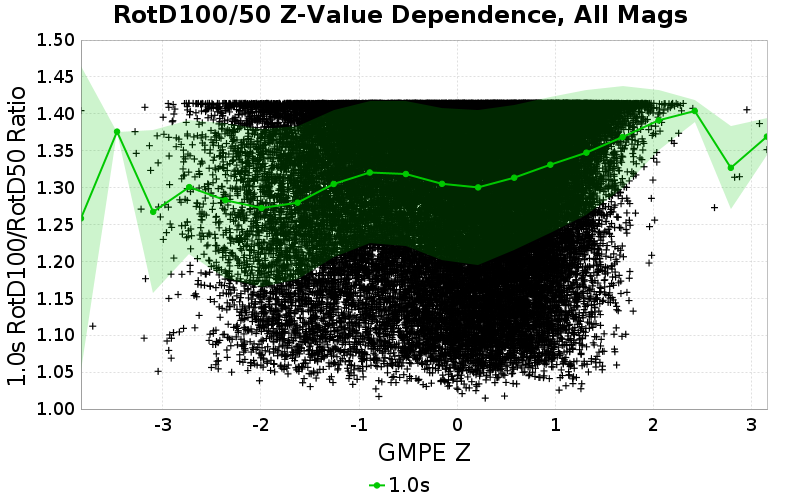 RotD100/50 Z-Value Dependence, All Mags
1.0s RotD100/RotD50 Ratio
1.50
1.45
1.40
1.35
1.30
1.25
1.20
1.15
1.10
1.05
1.00
-3 -2 -1 0 1 2 3
GMPE Z
1.0s